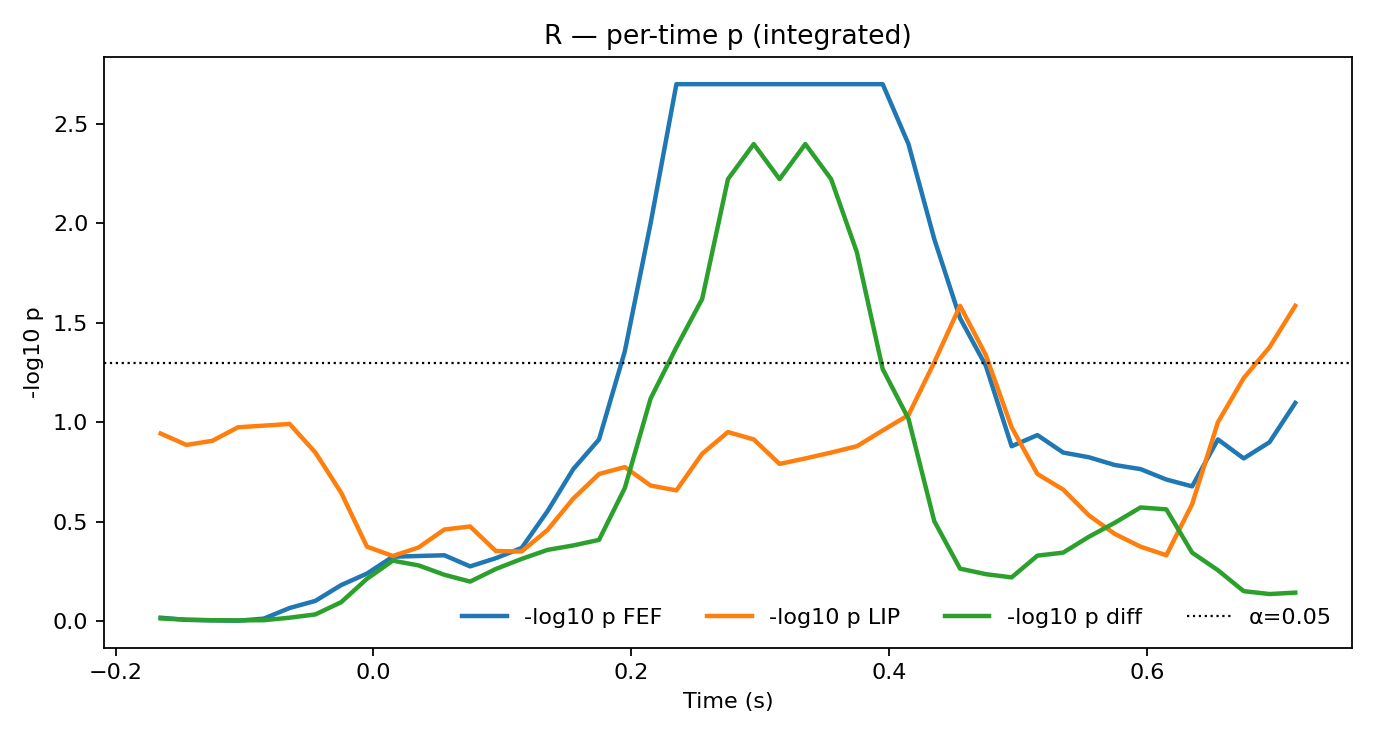 R — per-time p (integrated)
-log10 p
2.5
2.0
1.5
1.0
0.5
0.0
-log10 p FEF
-log10 p LIP
-log10 p diff
α=0.05
−0.2
0.0
0.2
0.4
0.6
Time (s)